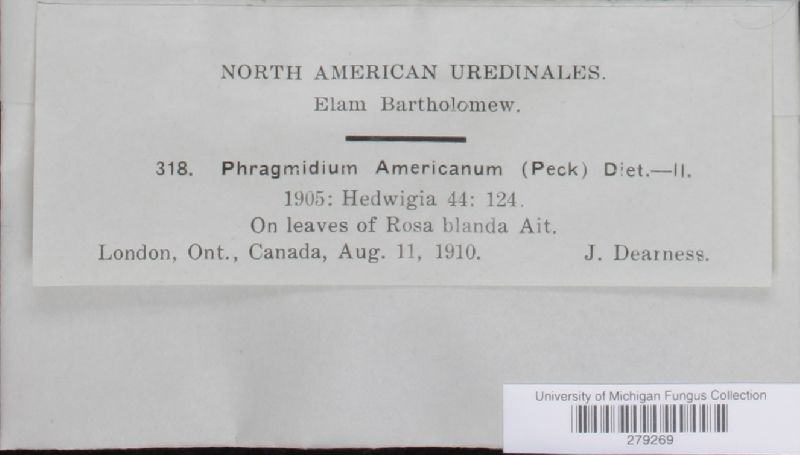 NORTH AMERICAN UREDINALES.
Elam Bartholomew.
318. Phragmidium Americanum (Peck) Diet.—II.
1905: Hedwigia 44: 124.
On leaves of Rosa blanda Ait.
London, Ont., Canada, Aug. 11, 1910. J. Dearness.
University of Michigan Fungus Collection
279269